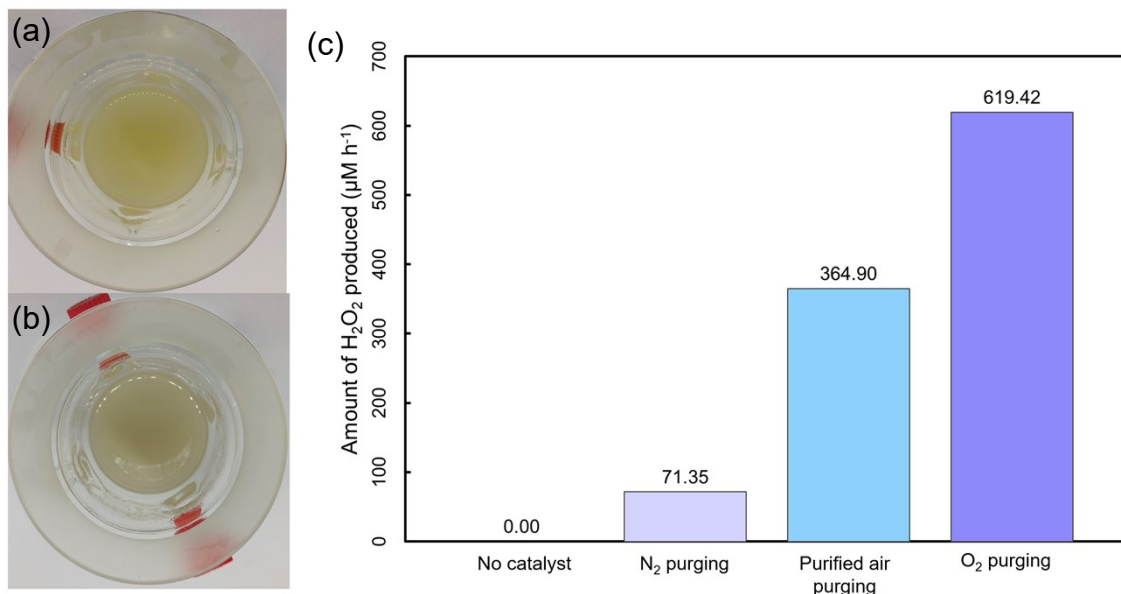 (a)
(b)
(c)
Amount of H₂O₂ produced (µM h⁻¹)
700
600
500
400
300
200
100
0
0.00
71.35
364.90
619.42
No catalyst
N₂ purging
Purified air
purging
O₂ purging